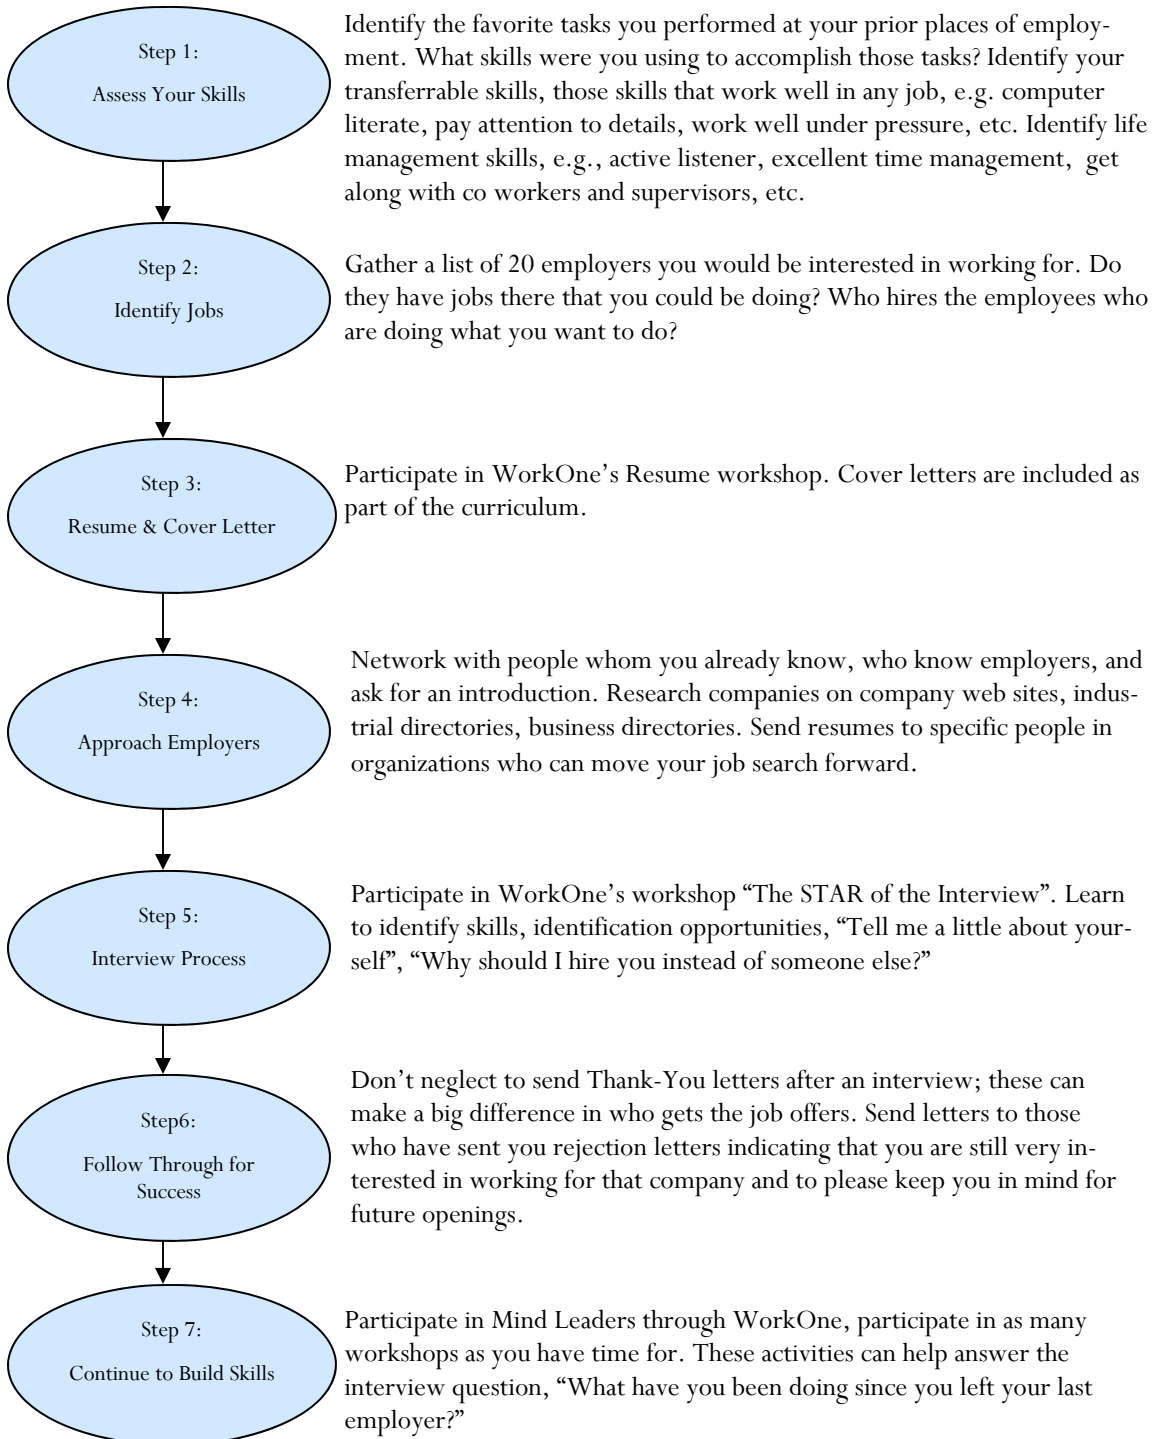 Step 1:
Assess Your Skills
Identify the favorite tasks you performed at your prior places of employ-
ment. What skills were you using to accomplish those tasks? Identify your
transferrable skills, those skills that work well in any job, e.g. computer
literate, pay attention to details, work well under pressure, etc. Identify life
management skills, e.g., active listener, excellent time management,  get
along with co workers and supervisors, etc.
Step 2:
Identify Jobs
Gather a list of 20 employers you would be interested in working for. Do
they have jobs there that you could be doing? Who hires the employees who
are doing what you want to do?
Step 3:
Resume & Cover Letter
Participate in WorkOne’s Resume workshop. Cover letters are included as
part of the curriculum.
Step 4:
Approach Employers
Network with people whom you already know, who know employers, and
ask for an introduction. Research companies on company web sites, indus-
trial directories, business directories. Send resumes to specific people in
organizations who can move your job search forward.
Step 5:
Interview Process
Participate in WorkOne’s workshop “The STAR of the Interview”. Learn
to identify skills, identification opportunities, “Tell me a little about your-
self”, “Why should I hire you instead of someone else?”
Step6:
Follow Through for
Success
Don’t neglect to send Thank-You letters after an interview; these can
make a big difference in who gets the job offers. Send letters to those
who have sent you rejection letters indicating that you are still very in-
terested in working for that company and to please keep you in mind for
future openings.
Step 7:
Continue to Build Skills
Participate in Mind Leaders through WorkOne, participate in as many
workshops as you have time for. These activities can help answer the
interview question, “What have you been doing since you left your last
employer?”